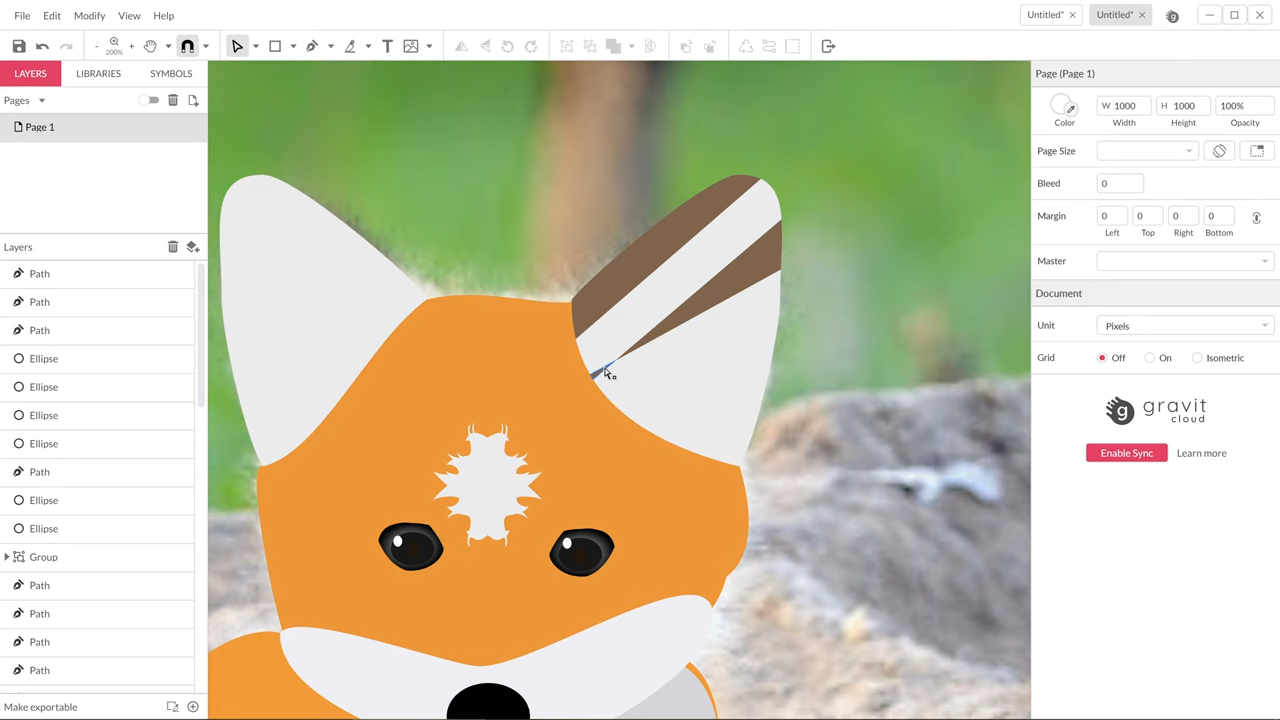 File Edit Modify View Help
Untitled* Untitled*
200%
LAYERS LIBRARIES SYMBOLS
Pages
Page 1
Layers
Path
Path
Path
Ellipse
Ellipse
Ellipse
Ellipse
Path
Ellipse
Ellipse
Group
Path
Path
Path
Path
Make exportable
Page (Page 1)
W 1000 H 1000 100%
Color Width Height Opacity
Page Size
Bleed 0
Margin 0 0 0 0
Left Top Right Bottom
Master
Document
Unit Pixels
Grid Off On Isometric
gravit
cloud
Enable Sync Learn more